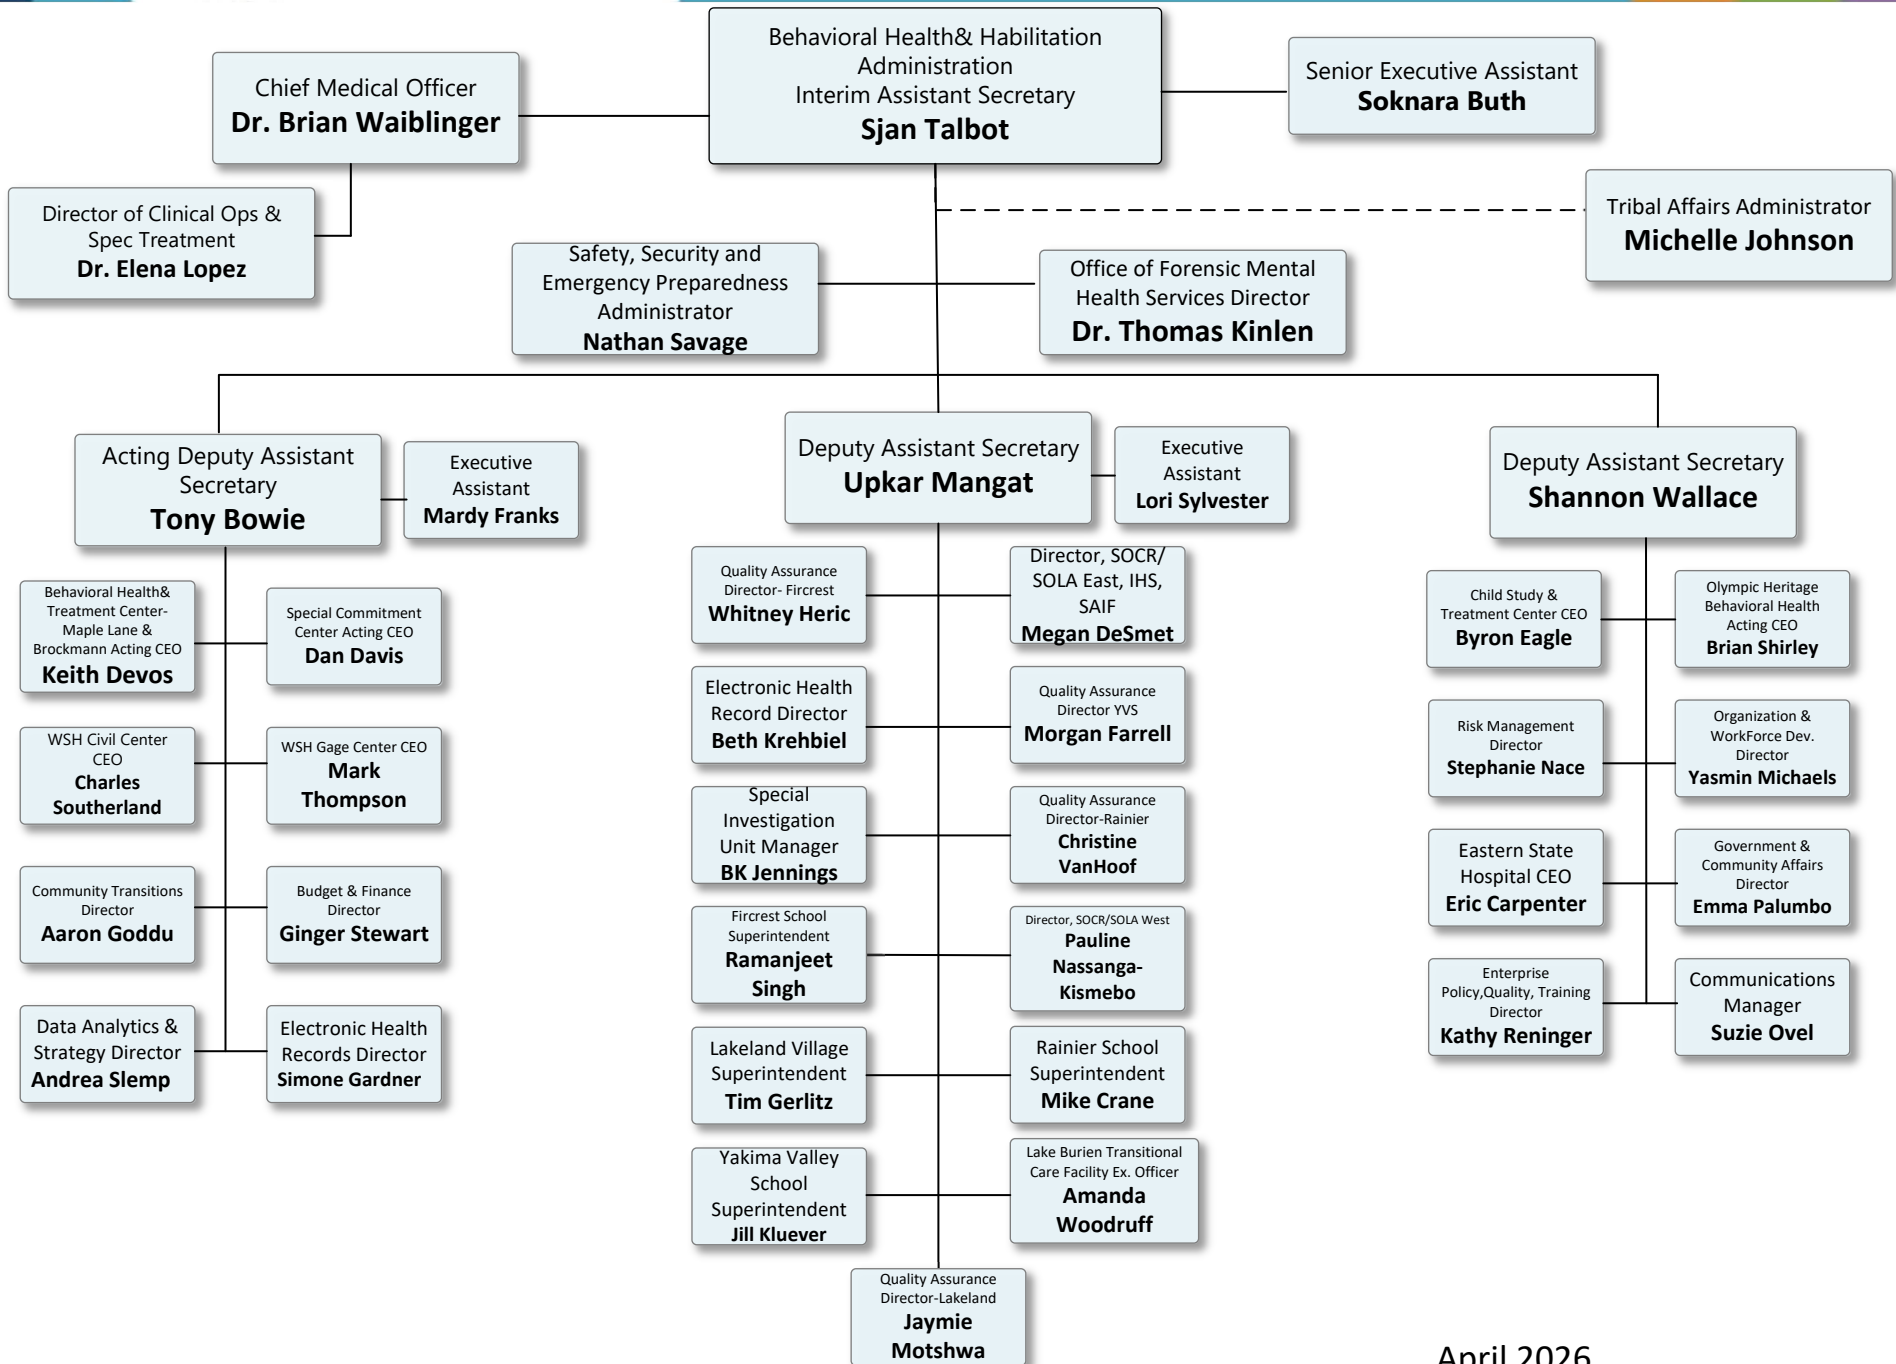 Behavioral Health& Habilitation
Administration
Interim Assistant Secretary
Sjan Talbot
Chief Medical Officer
Dr. Brian Waiblinger
Senior Executive Assistant
Soknara Buth
Director of Clinical Ops &
Spec Treatment
Dr. Elena Lopez
Tribal Affairs Administrator
Michelle Johnson
Safety, Security and
Emergency Preparedness
Administrator
Nathan Savage
Office of Forensic Mental
Health Services Director
Dr. Thomas Kinlen
Acting Deputy Assistant
Secretary
Tony Bowie
Executive
Assistant
Mardy Franks
Deputy Assistant Secretary
Upkar Mangat
Executive
Assistant
Lori Sylvester
Deputy Assistant Secretary
Shannon Wallace
Behavioral Health&
Treatment Center-
Maple Lane &
Brockmann Acting CEO
Keith Devos
Special Commitment
Center Acting CEO
Dan Davis
WSH Civil Center
CEO
Charles
Southerland
WSH Gage Center CEO
Mark
Thompson
Community Transitions
Director
Aaron Goddu
Budget & Finance
Director
Ginger Stewart
Data Analytics &
Strategy Director
Andrea Slemp
Electronic Health
Records Director
Simone Gardner
Quality Assurance
Director- Fircrest
Whitney Heric
Director, SOCR/
SOLA East, IHS,
SAIF
Megan DeSmet
Electronic Health
Record Director
Beth Krehbiel
Quality Assurance
Director YVS
Morgan Farrell
Special
Investigation
Unit Manager
BK Jennings
Quality Assurance
Director-Rainier
Christine
VanHoof
Fircrest School
Superintendent
Ramanjeet
Singh
Director, SOCR/SOLA West
Pauline
Nassanga-
Kismebo
Lakeland Village
Superintendent
Tim Gerlitz
Rainier School
Superintendent
Mike Crane
Yakima Valley
School
Superintendent
Jill Kluever
Lake Burien Transitional
Care Facility Ex. Officer
Amanda
Woodruff
Quality Assurance
Director-Lakeland
Jaymie
Motshwa
Child Study &
Treatment Center CEO
Byron Eagle
Olympic Heritage
Behavioral Health
Acting CEO
Brian Shirley
Risk Management
Director
Stephanie Nace
Organization &
WorkForce Dev.
Director
Yasmin Michaels
Eastern State
Hospital CEO
Eric Carpenter
Government &
Community Affairs
Director
Emma Palumbo
Enterprise
Policy,Quality, Training
Director
Kathy Reninger
Communications
Manager
Suzie Ovel
April 2026